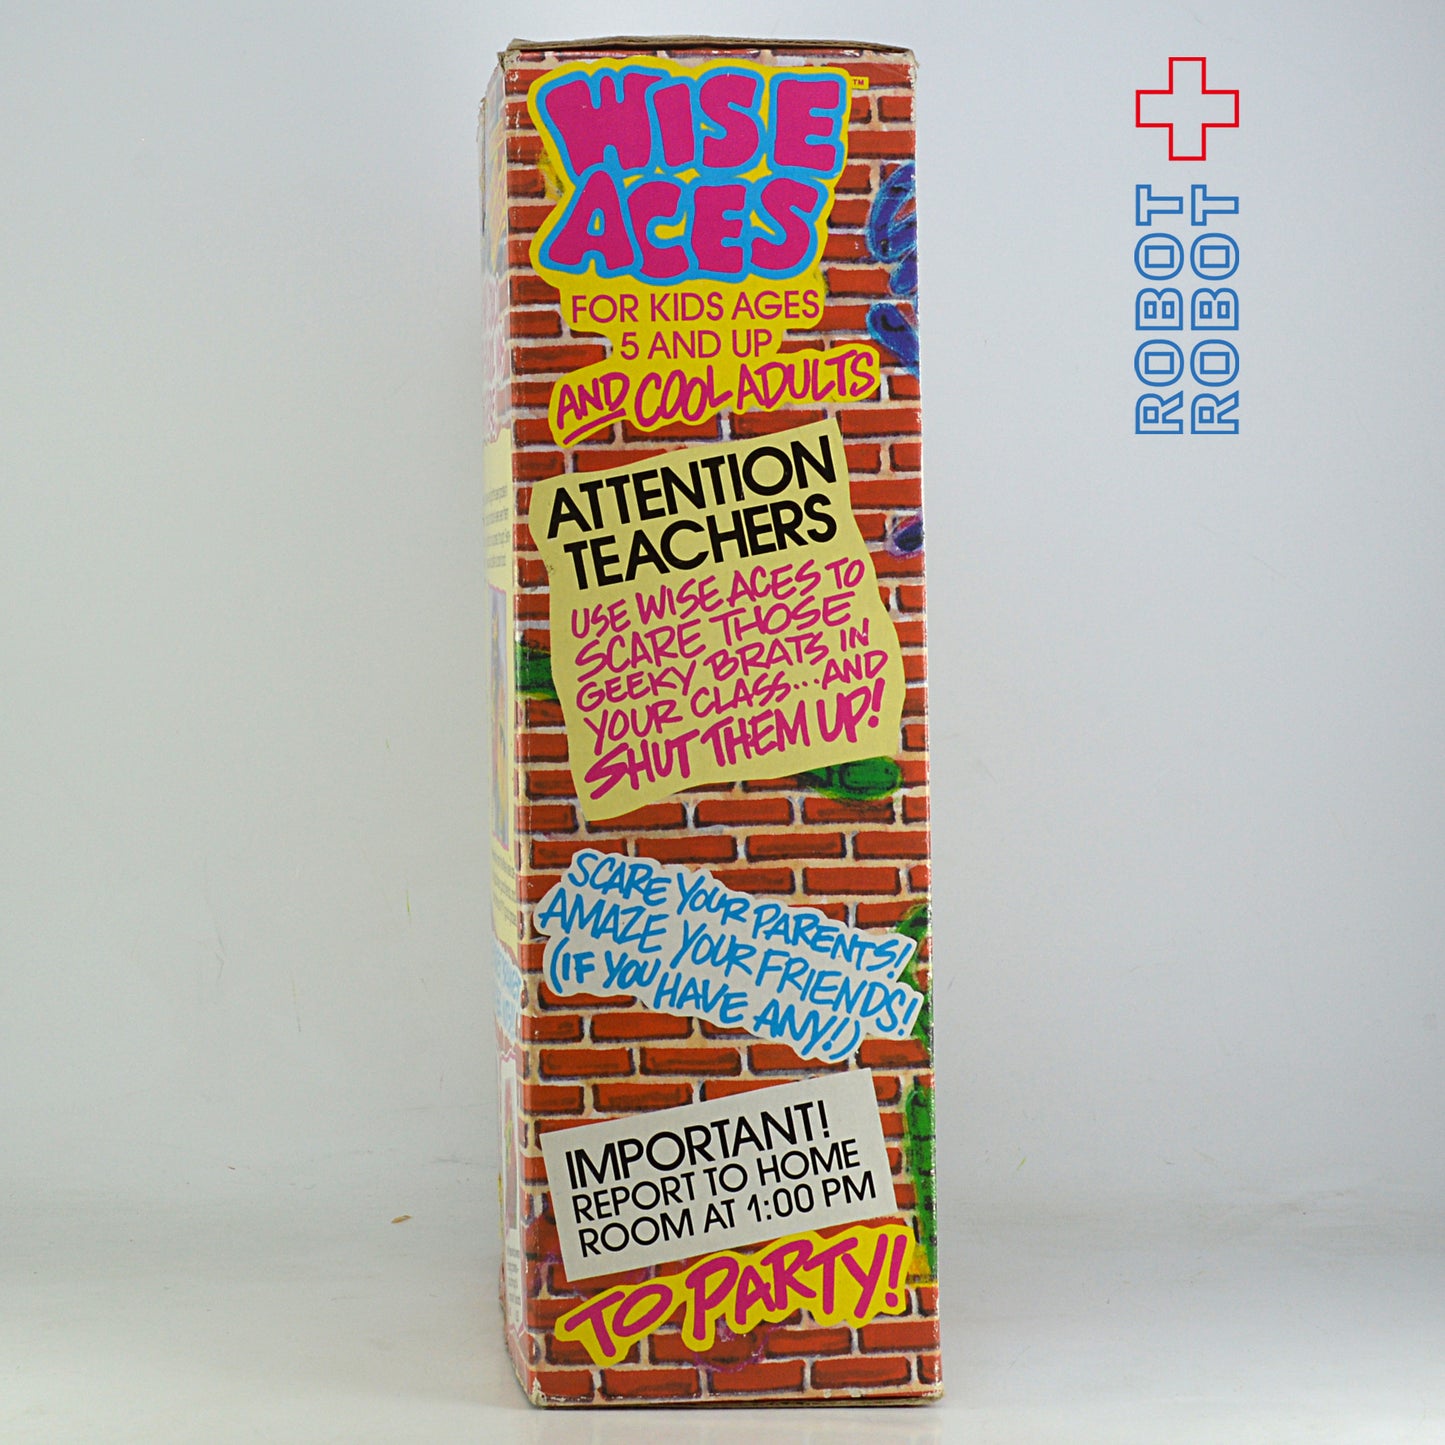 WISE
ACES™
FOR KIDS AGES
5 AND UP
AND COOL ADULTS
ATTENTION
TEACHERS
USE WISE ACES TO
SCARE THOSE
GEEKY BRATS IN
YOUR CLASS...AND
SHUT THEM UP!
SCARE YOUR PARENTS!
AMAZE YOUR FRIENDS!
(IF YOU HAVE ANY!)
IMPORTANT!
REPORT TO HOME
ROOM AT 1:00 PM
TO PARTY!
ROBOT
ROBOT